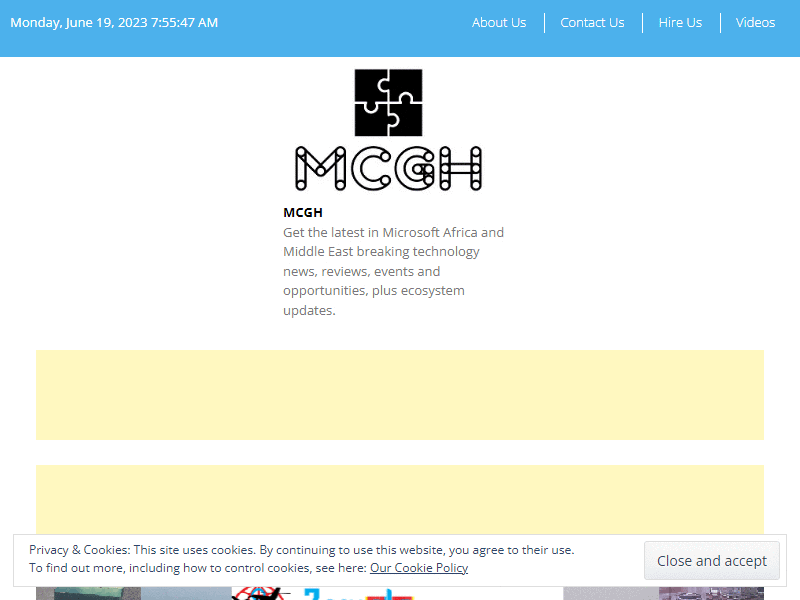 Monday, June 19, 2023 7:55:47 AM
About Us
Contact Us
Hire Us
Videos
MCGH
MCGH
Get the latest in Microsoft Africa and
Middle East breaking technology
news, reviews, events and
opportunities, plus ecosystem
updates.
Privacy & Cookies: This site uses cookies. By continuing to use this website, you agree to their use.
To find out more, including how to control cookies, see here: Our Cookie Policy
Close and accept